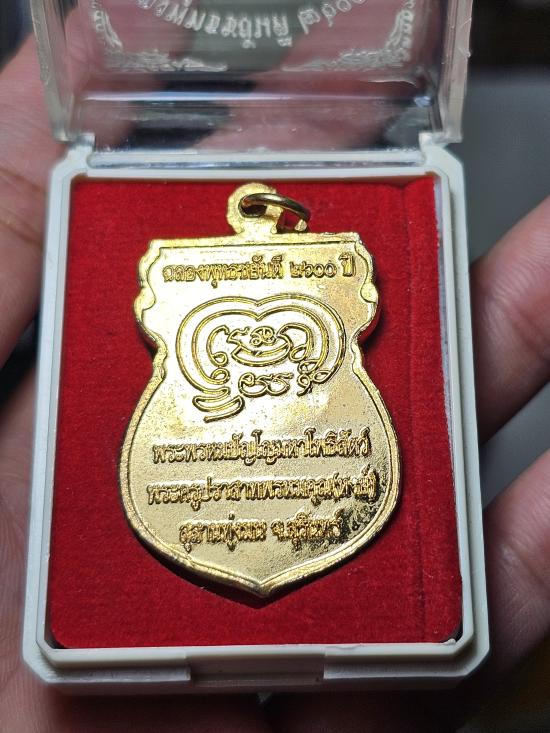 ฉลองพุทธชยันตี ๒๖๐๐ ปี
พระพรหมปัญโญมหาโพธิสัตว์
พระครูปราสาทพรหมคุณ(หงษ์)
สุสานทุ่งมน จ.สุรินทร์